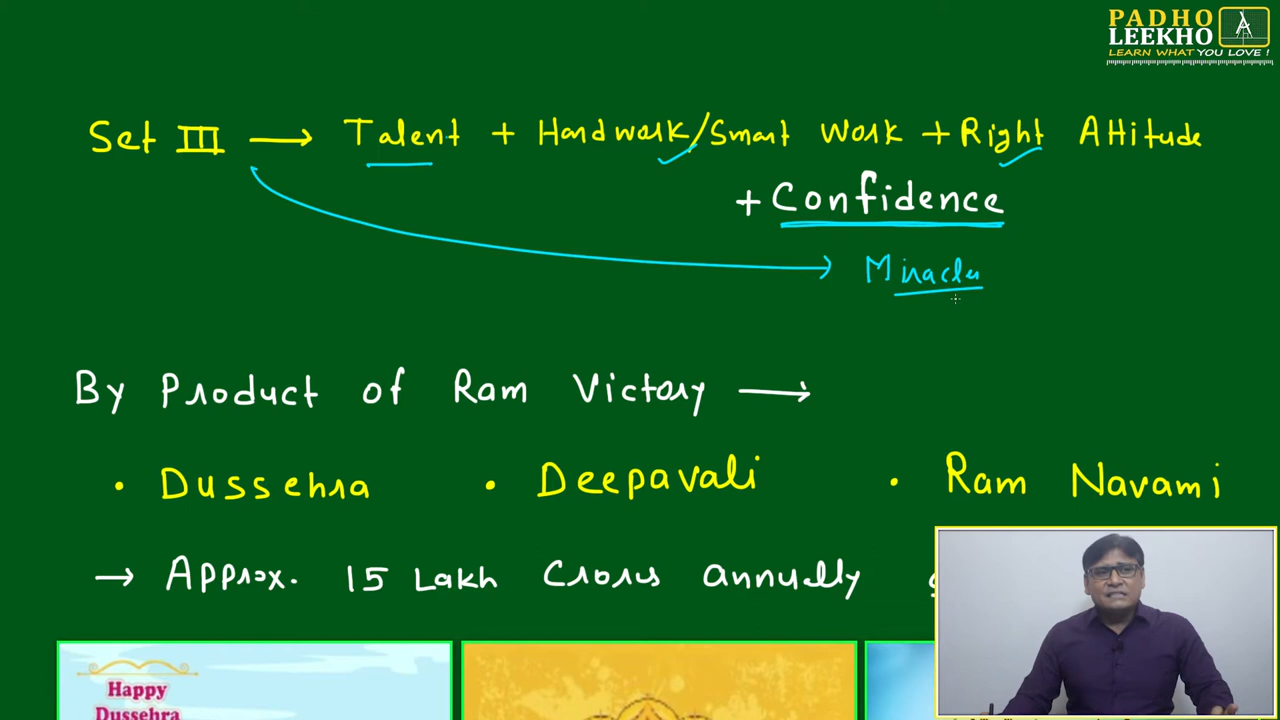 PADHO
LEEKHO
LEARN WHAT YOU LOVE !
Set III → Talent + Hardwork/Smart Work + Right Attitude
+ Confidence
Miracles
By Product of Ram Victory →
• Dussehra • Deepavali • Ram Navami
→ Approx. 15 Lakh Crores annually
Happy
Dussehra